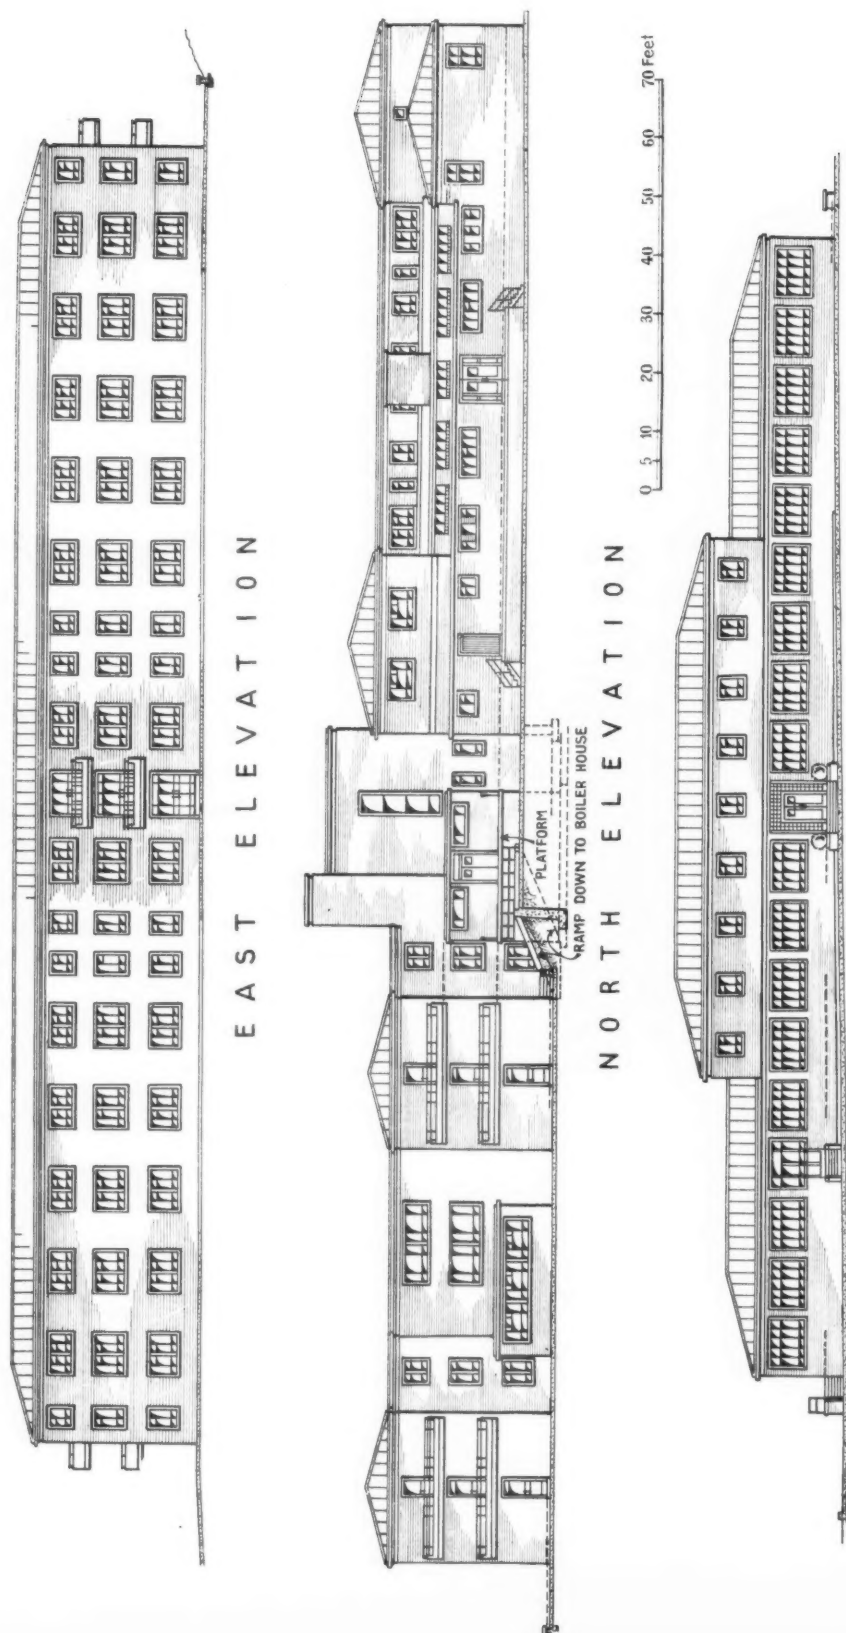 EAST ELEVATION
PLATFORM
RAMP DOWN TO BOILER HOUSE
NORTH ELEVATION
0 5 10 20 30 40 50 60 70 Feet